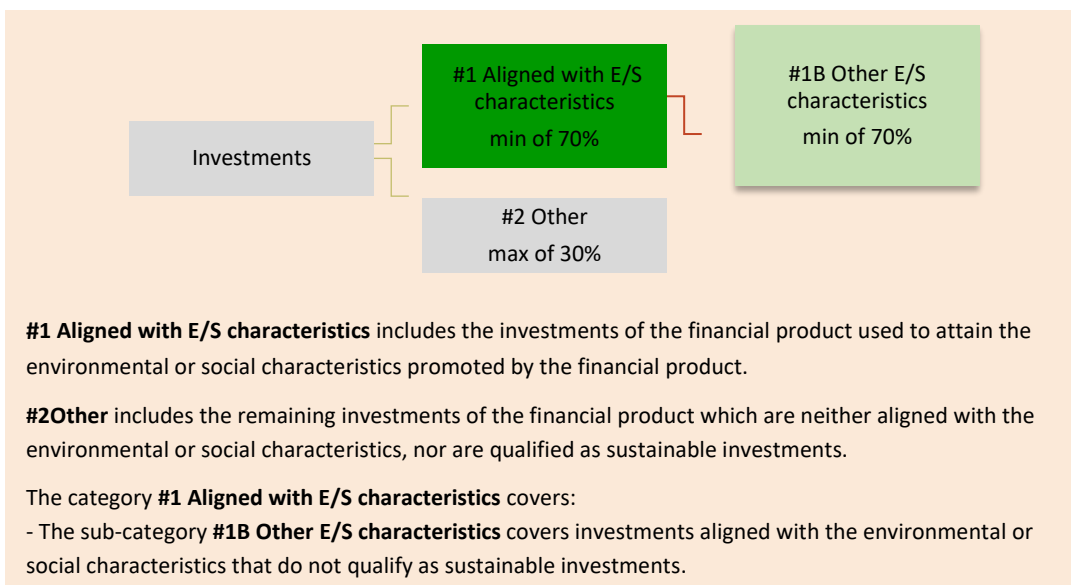 #1 Aligned with E/S
characteristics
min of 70%
#1B Other E/S
characteristics
min of 70%
Investments
#2 Other
max of 30%
#1 Aligned with E/S characteristics includes the investments of the financial product used to attain the
environmental or social characteristics promoted by the financial product.
#2Other includes the remaining investments of the financial product which are neither aligned with the
environmental or social characteristics, nor are qualified as sustainable investments.
The category #1 Aligned with E/S characteristics covers:
- The sub-category #1B Other E/S characteristics covers investments aligned with the environmental or
social characteristics that do not qualify as sustainable investments.